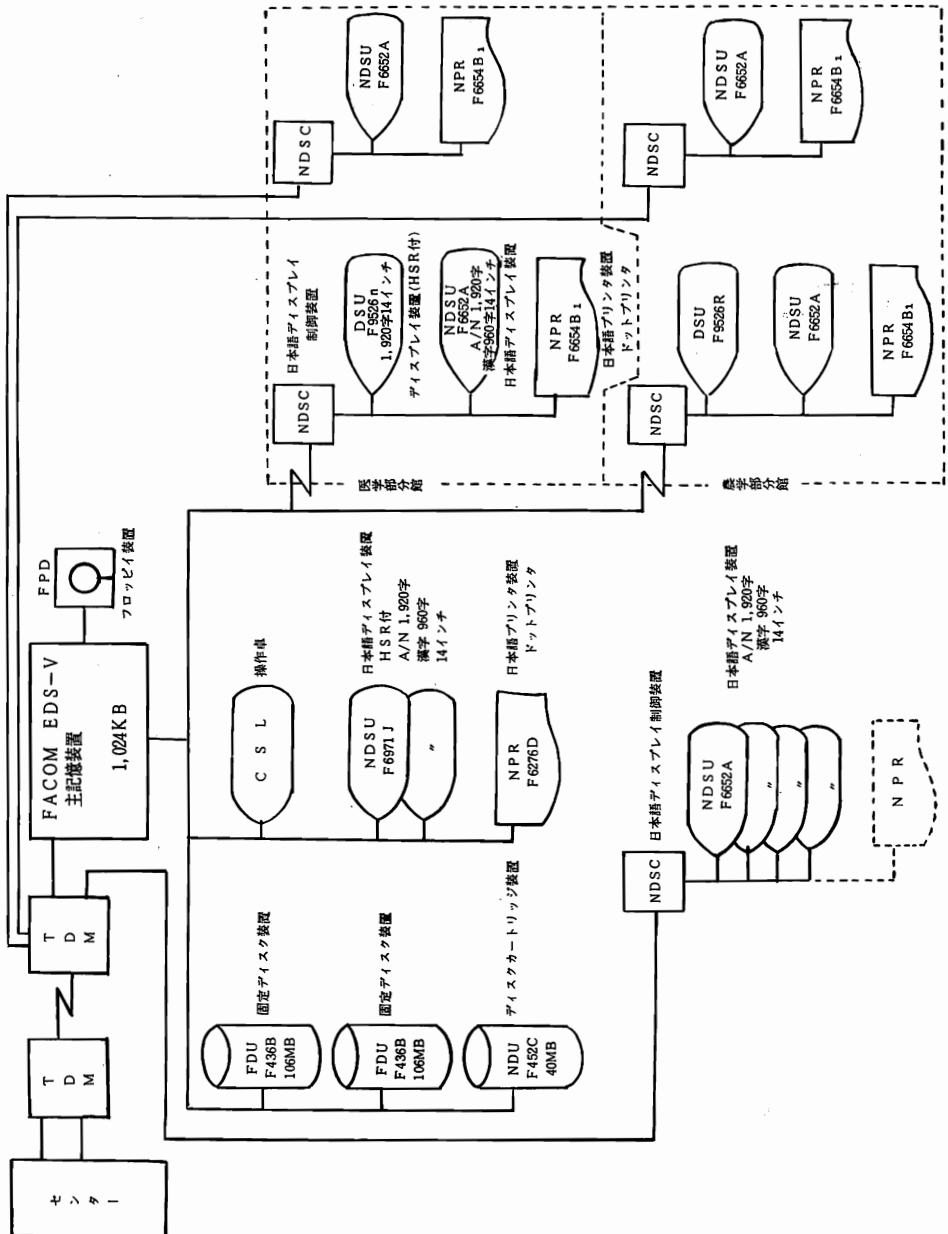 センター
TDM
TDM
FACOM EDS-V
主記憶装置
1,024KB
FPD
フロッピイ装置
FDU
F436B
106MB
固定ディスク装置
FDU
F436B
106MB
固定ディスク装置
NDU
F452C
40MB
ディスクカートリッジ装置
CSL
操作卓
NDSU
F6971J
〃
日本語ディスプレイ装置
HSR付
A/N 1,920字
漢字 960字
14インチ
NPR
F6276D
日本語プリンタ装置
ドットプリンタ
NDSC
日本語ディスプレイ制御装置
NDSU
F6652A
〃
〃
〃
日本語ディスプレイ装置
A/N 1,920字
漢字 960字
14インチ
NPR
医学部分館
NDSC
日本語ディスプレイ
制御装置
DSU
F9526n
1,920字14インチ
ディスプレイ装置(HSR付)
NDSU
F6652A
A/N 1,920字
漢字960字14インチ
日本語ディスプレイ装置
NPR
F6654B1
日本語プリンタ装置
ドットプリンタ
NDSC
NDSU
F6652A
NPR
F6654B1
農学部分館
NDSC
DSU
F9526R
NDSU
F6652A
NPR
F6654B1
NDSC
NDSU
F6652A
NPR
F6654B1